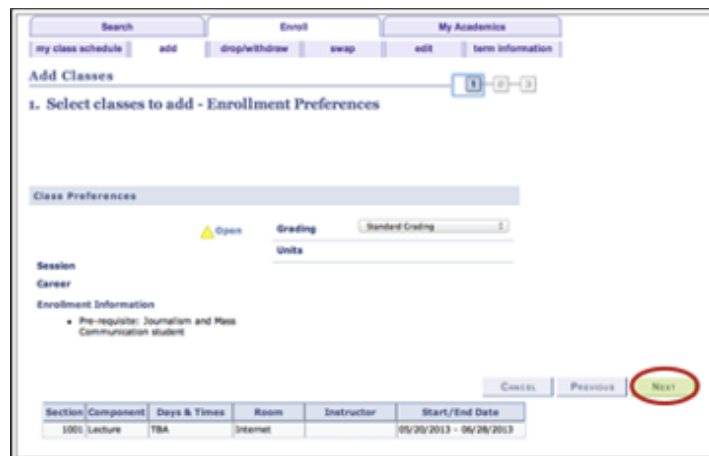 Search Enroll My Academics
my class schedule add drop/withdraw swap edit term information
Add Classes
1 2 3
1. Select classes to add - Enrollment Preferences
Class Preferences
Open Grading Standard Grading
Units
Session
Career
Enrollment Information
• Pre-requisite: Journalism and Mass
Communication student
CANCEL PREVIOUS NEXT
Section Component Days & Times Room Instructor Start/End Date
1001 Lecture TBA Internet 05/20/2013 - 06/28/2013